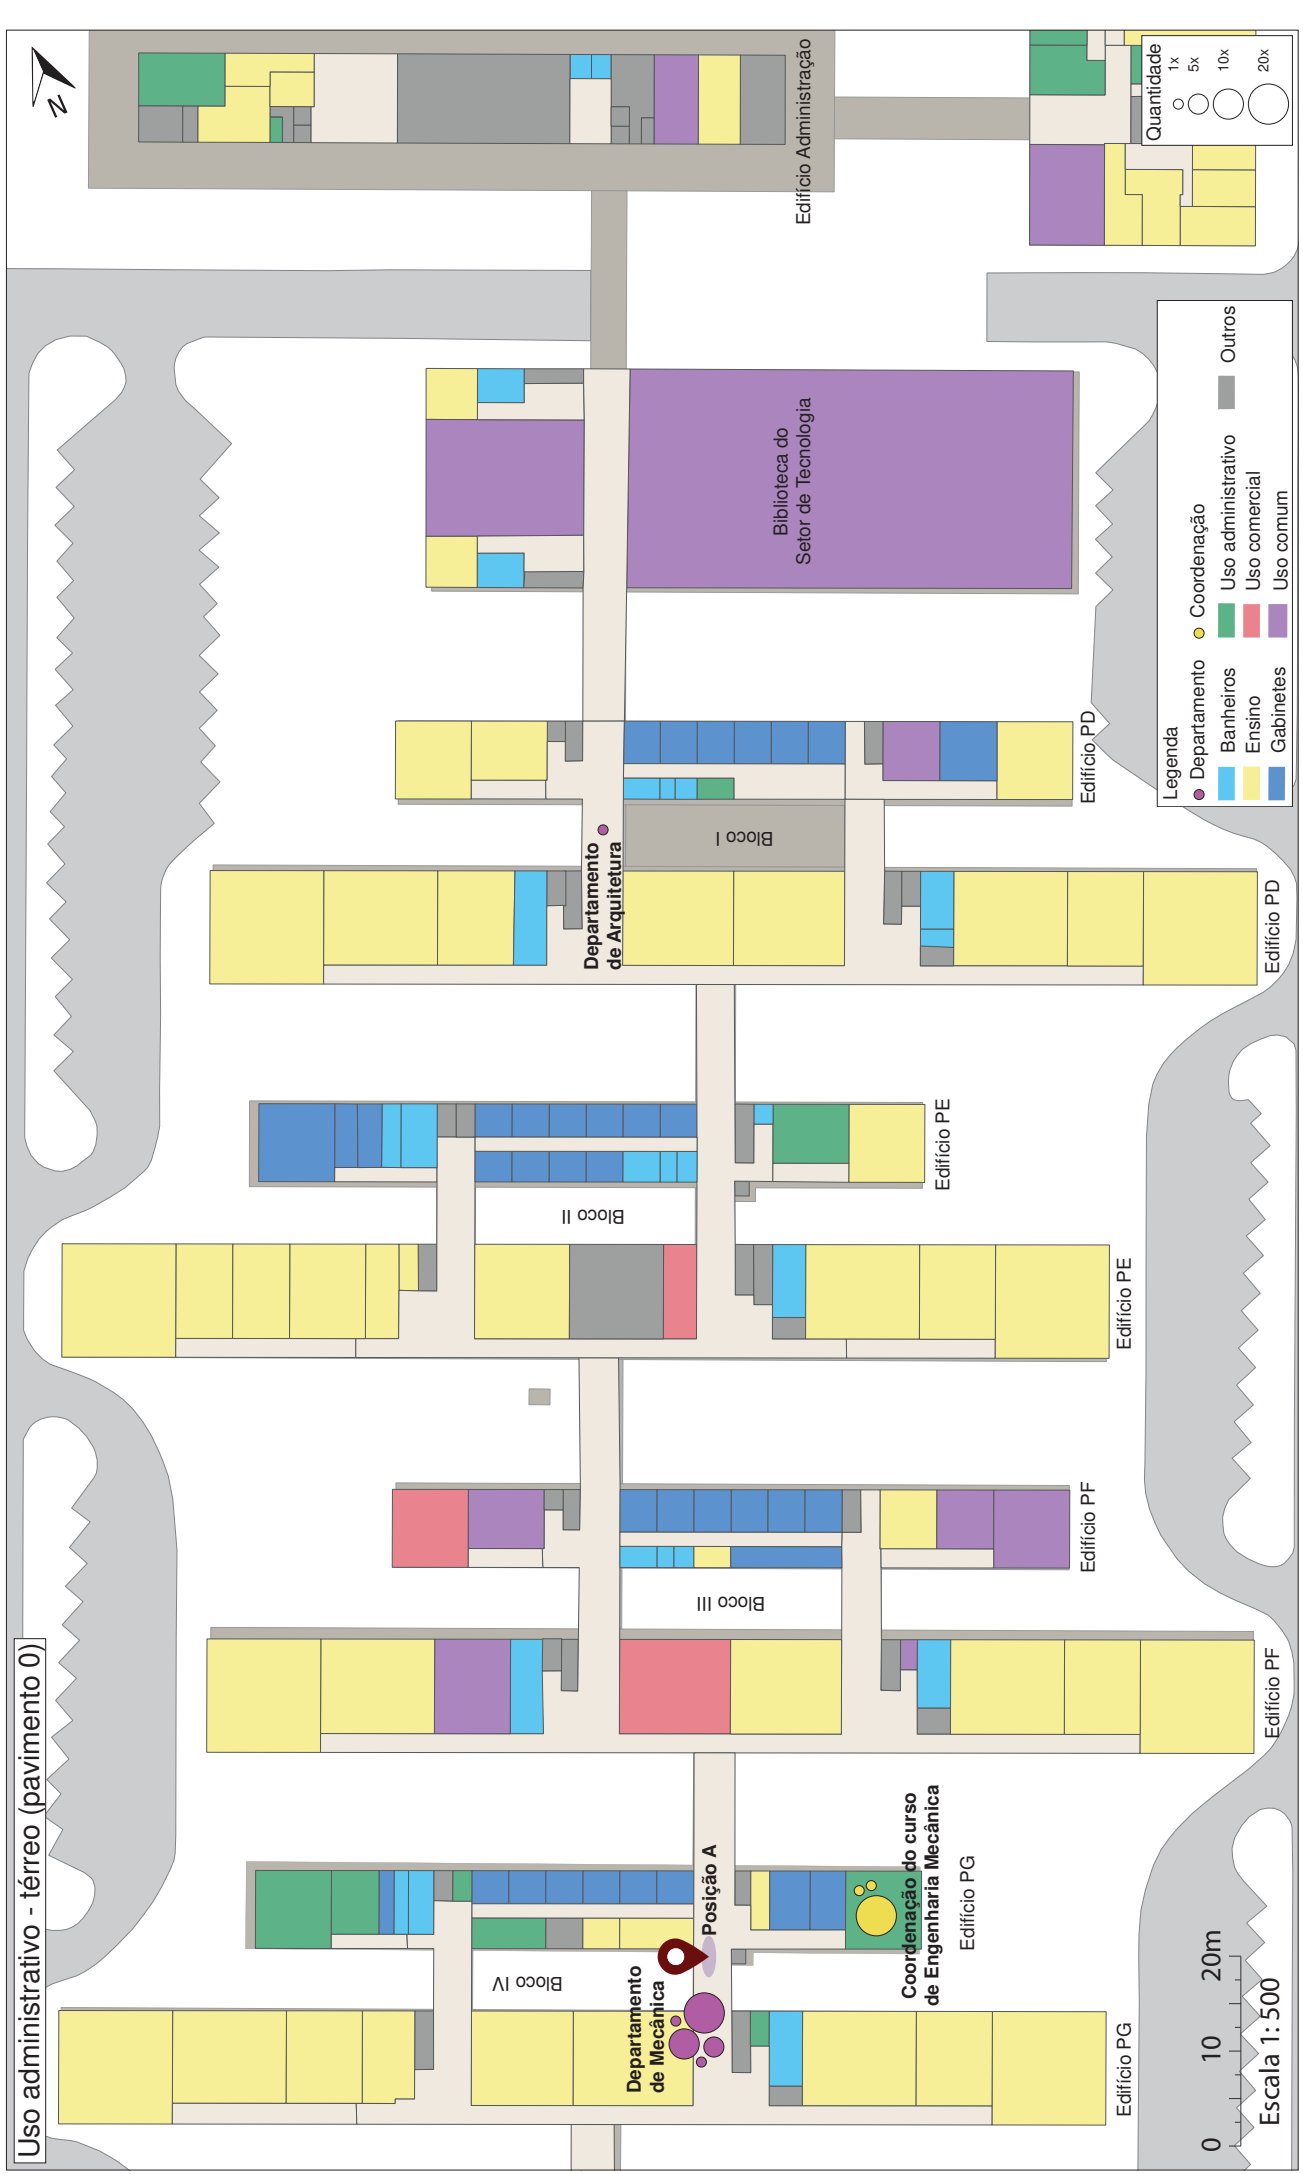 Uso administrativo - térreo (pavimento 0)
N
Edifício Administração
Quantidade
1x
5x
10x
20x
Biblioteca do
Setor de Tecnologia
Legenda
Departamento
Coordenação
Banheiros
Uso administrativo
Outros
Ensino
Uso comercial
Gabinetes
Uso comum
Edifício PD
Bloco I
Departamento
de Arquitetura
Edifício PD
Edifício PE
Bloco II
Edifício PE
Edifício PF
Bloco III
Edifício PF
Posição A
Coordenação do curso
de Engenharia Mecânica
Edifício PG
Bloco IV
Departamento
de Mecânica
Edifício PG
0 10 20m
Escala 1: 500